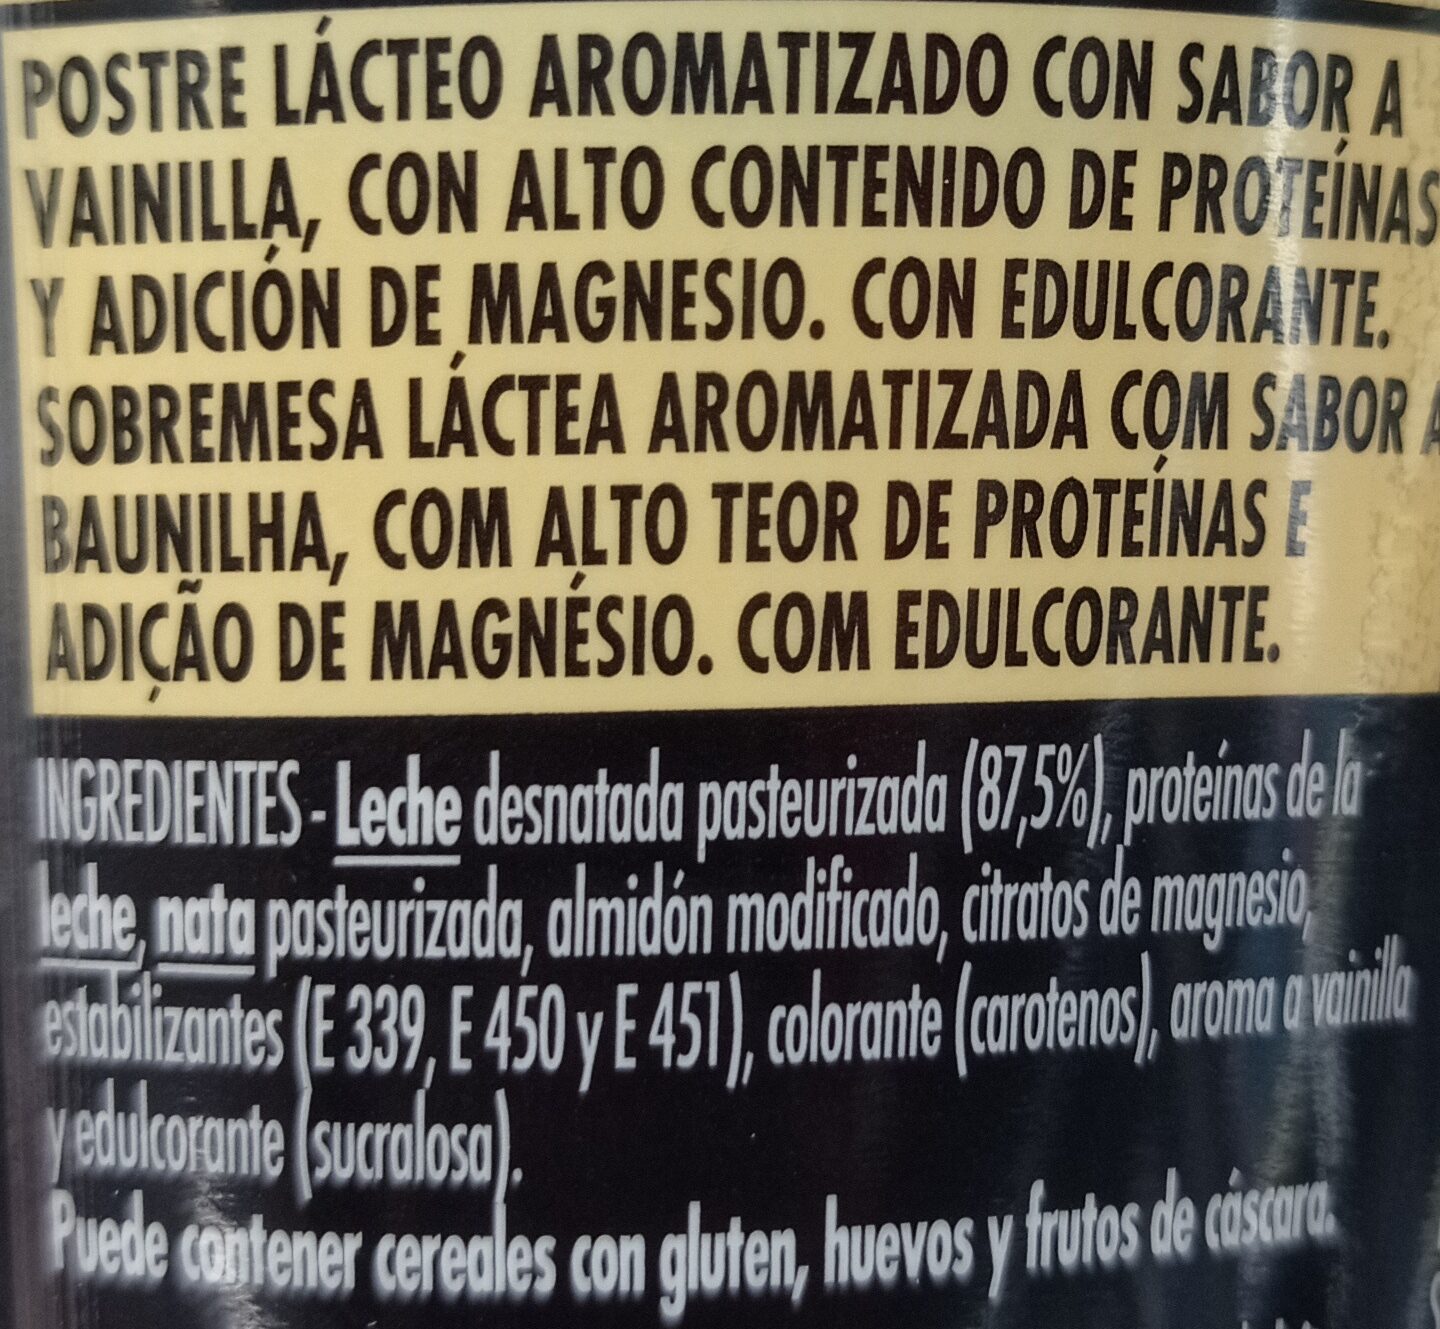 POSTRE LÁCTEO AROMATIZADO CON SABOR A
VAINILLA, CON ALTO CONTENIDO DE PROTEÍNAS
Y ADICIÓN DE MAGNESIO. CON EDULCORANTE.
SOBREMESA LÁCTEA AROMATIZADA COM SABOR A
BAUNILHA, COM ALTO TEOR DE PROTEÍNAS E
ADIÇÃO DE MAGNÉSIO. COM EDULCORANTE.
INGREDIENTES - Leche desnatada pasteurizada (87,5%), proteínas de la
leche, nata pasteurizada, almidón modificado, citratos de magnesio,
estabilizantes (E 339, E 450 y E 451), colorante (carotenos), aroma a vainilla
y edulcorante (sucralosa).
Puede contener cereales con gluten, huevos y frutos de cáscara.